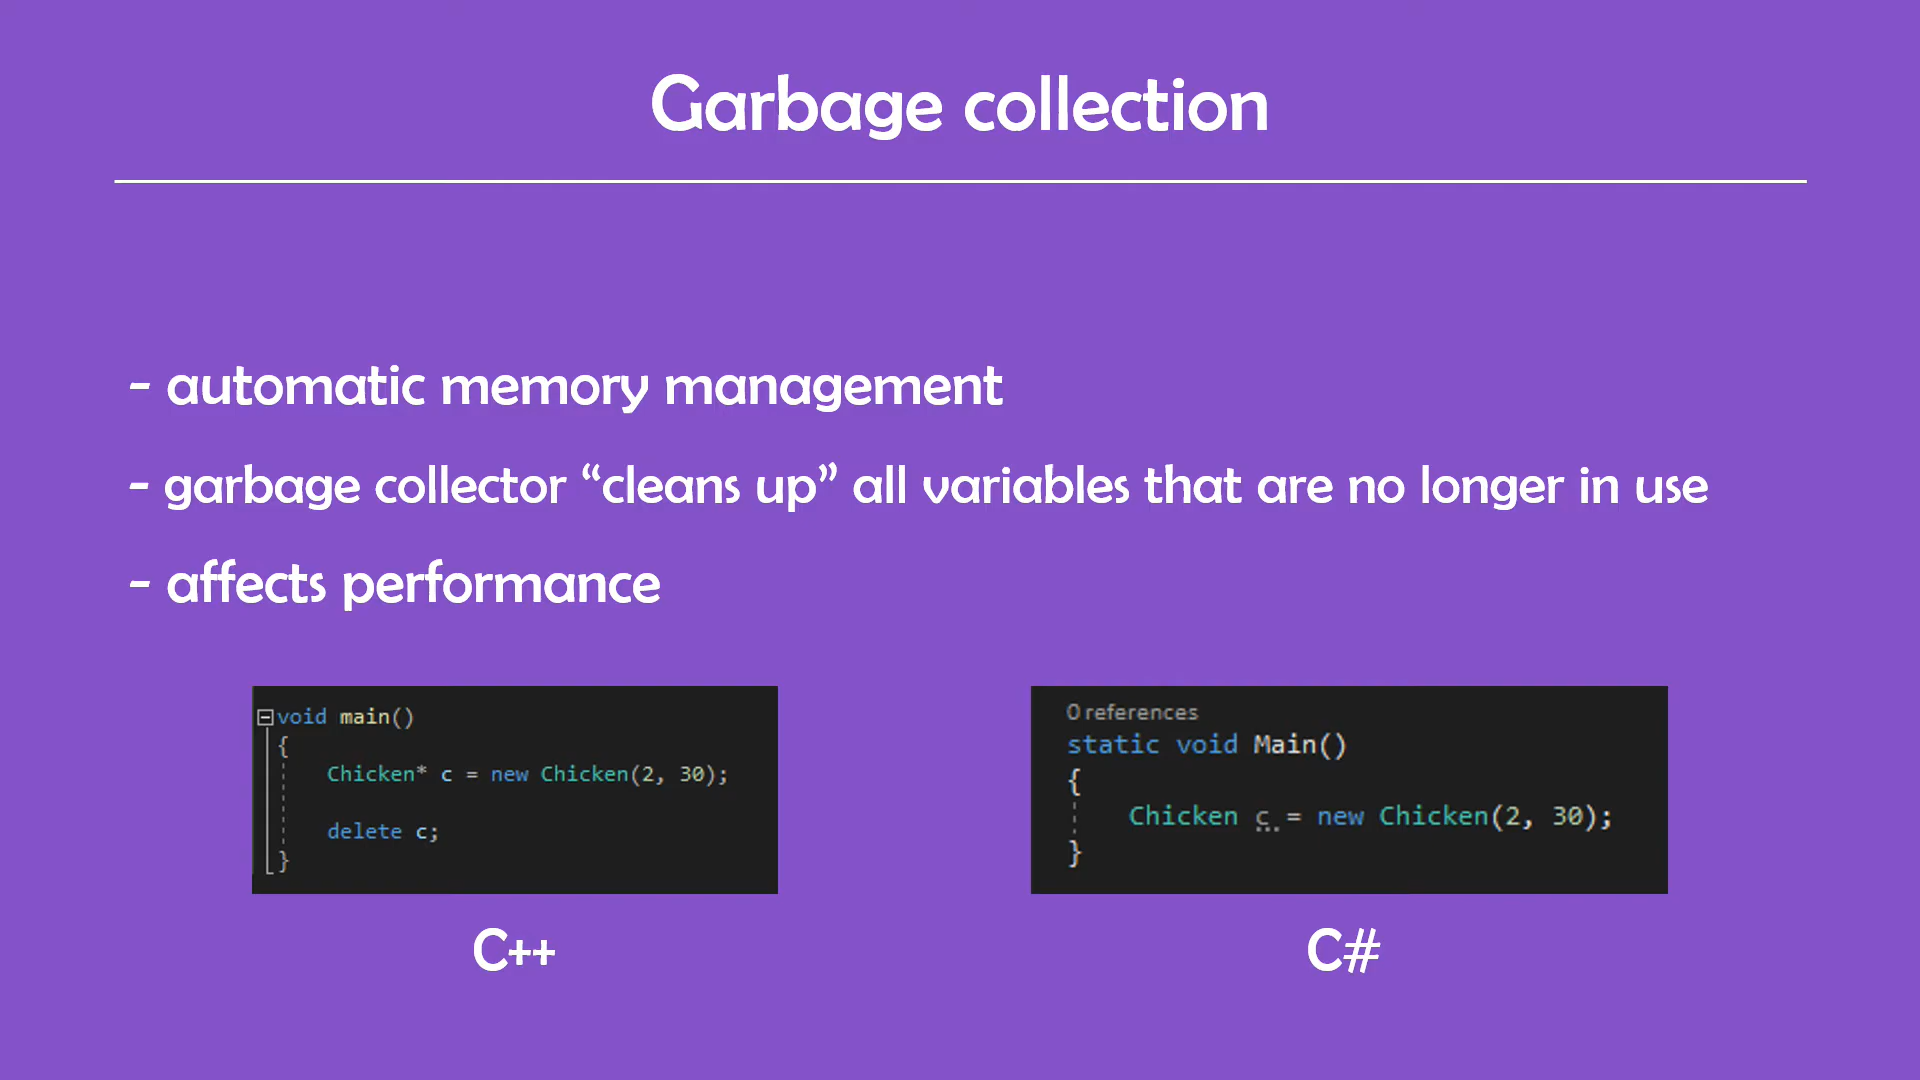 Garbage collection
- automatic memory management
- garbage collector “cleans up” all variables that are no longer in use
- affects performance
void main()
{
Chicken* c = new Chicken(2, 30);
delete c;
}
C++
0 references
static void Main()
{
Chicken c = new Chicken(2, 30);
}
C#